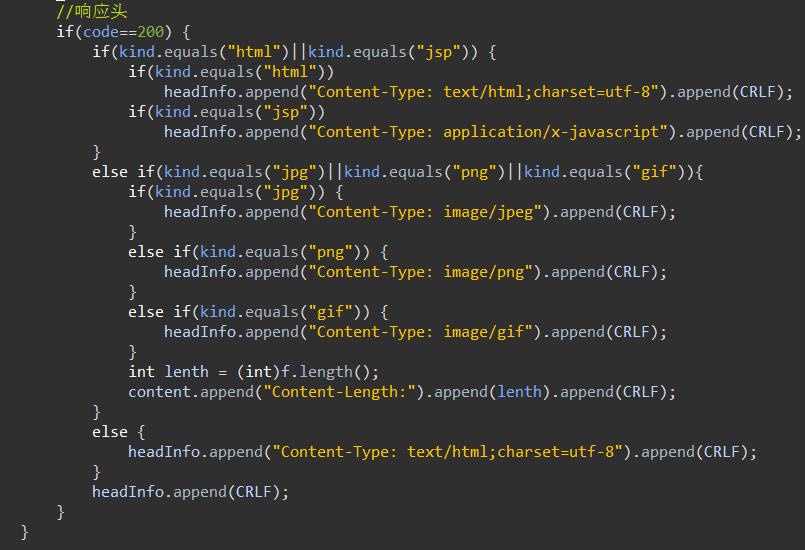 //响应头
if(code==200) {
if(kind.equals("html")||kind.equals("jsp")) {
if(kind.equals("html"))
headInfo.append("Content-Type: text/html;charset=utf-8").append(CRLF);
if(kind.equals("jsp"))
headInfo.append("Content-Type: application/x-javascript").append(CRLF);
}
else if(kind.equals("jpg")||kind.equals("png")||kind.equals("gif")){
if(kind.equals("jpg")) {
headInfo.append("Content-Type: image/jpeg").append(CRLF);
}
else if(kind.equals("png")) {
headInfo.append("Content-Type: image/png").append(CRLF);
}
else if(kind.equals("gif")) {
headInfo.append("Content-Type: image/gif").append(CRLF);
}
int lenth = (int)f.length();
content.append("Content-Length:").append(lenth).append(CRLF);
}
else {
headInfo.append("Content-Type: text/html;charset=utf-8").append(CRLF);
}
headInfo.append(CRLF);
}
}